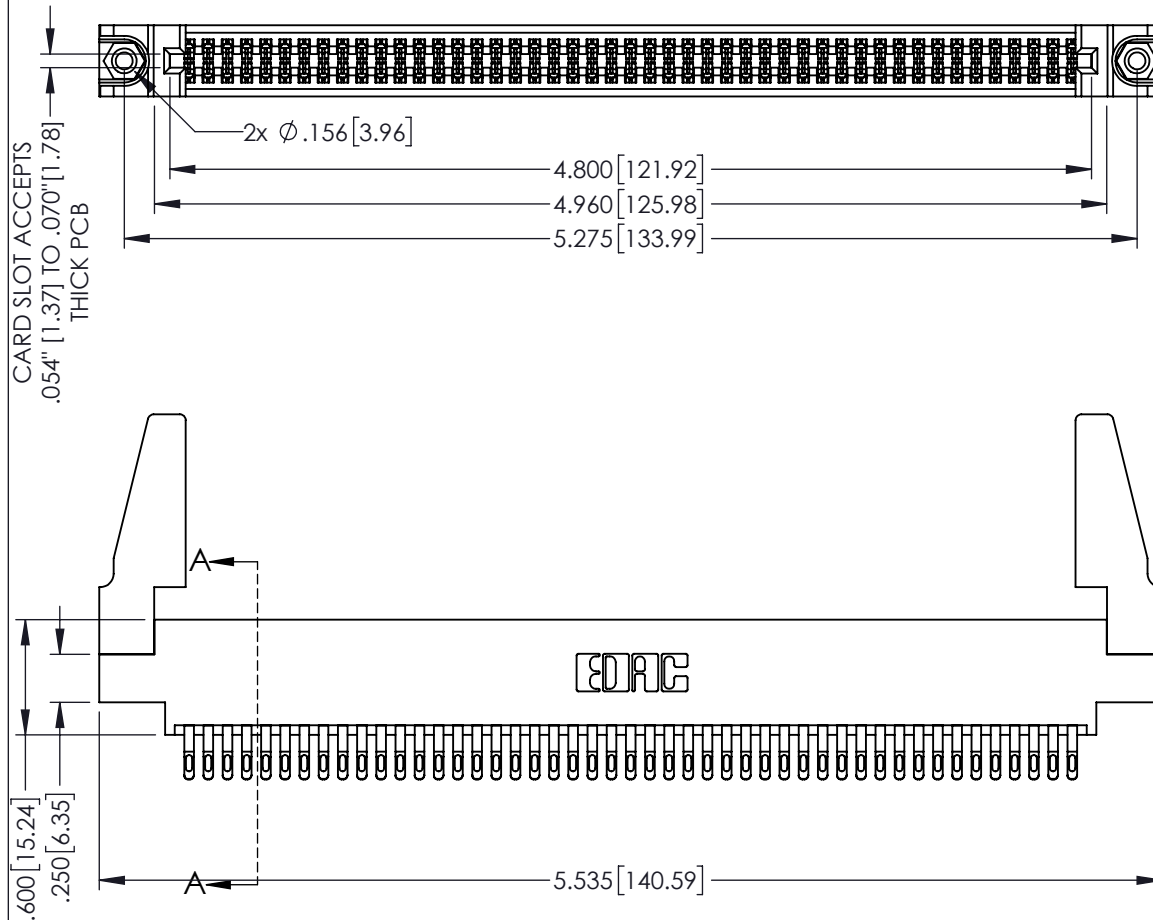 2x Ø .156[3.96]
4.800[121.92]
4.960[125.98]
5.275[133.99]
CARD SLOT ACCEPTS
.054" [1.37] TO .070"[1.78]
THICK PCB
A
EDAC
.600[15.24]
.250[6.35]
A
5.535[140.59]